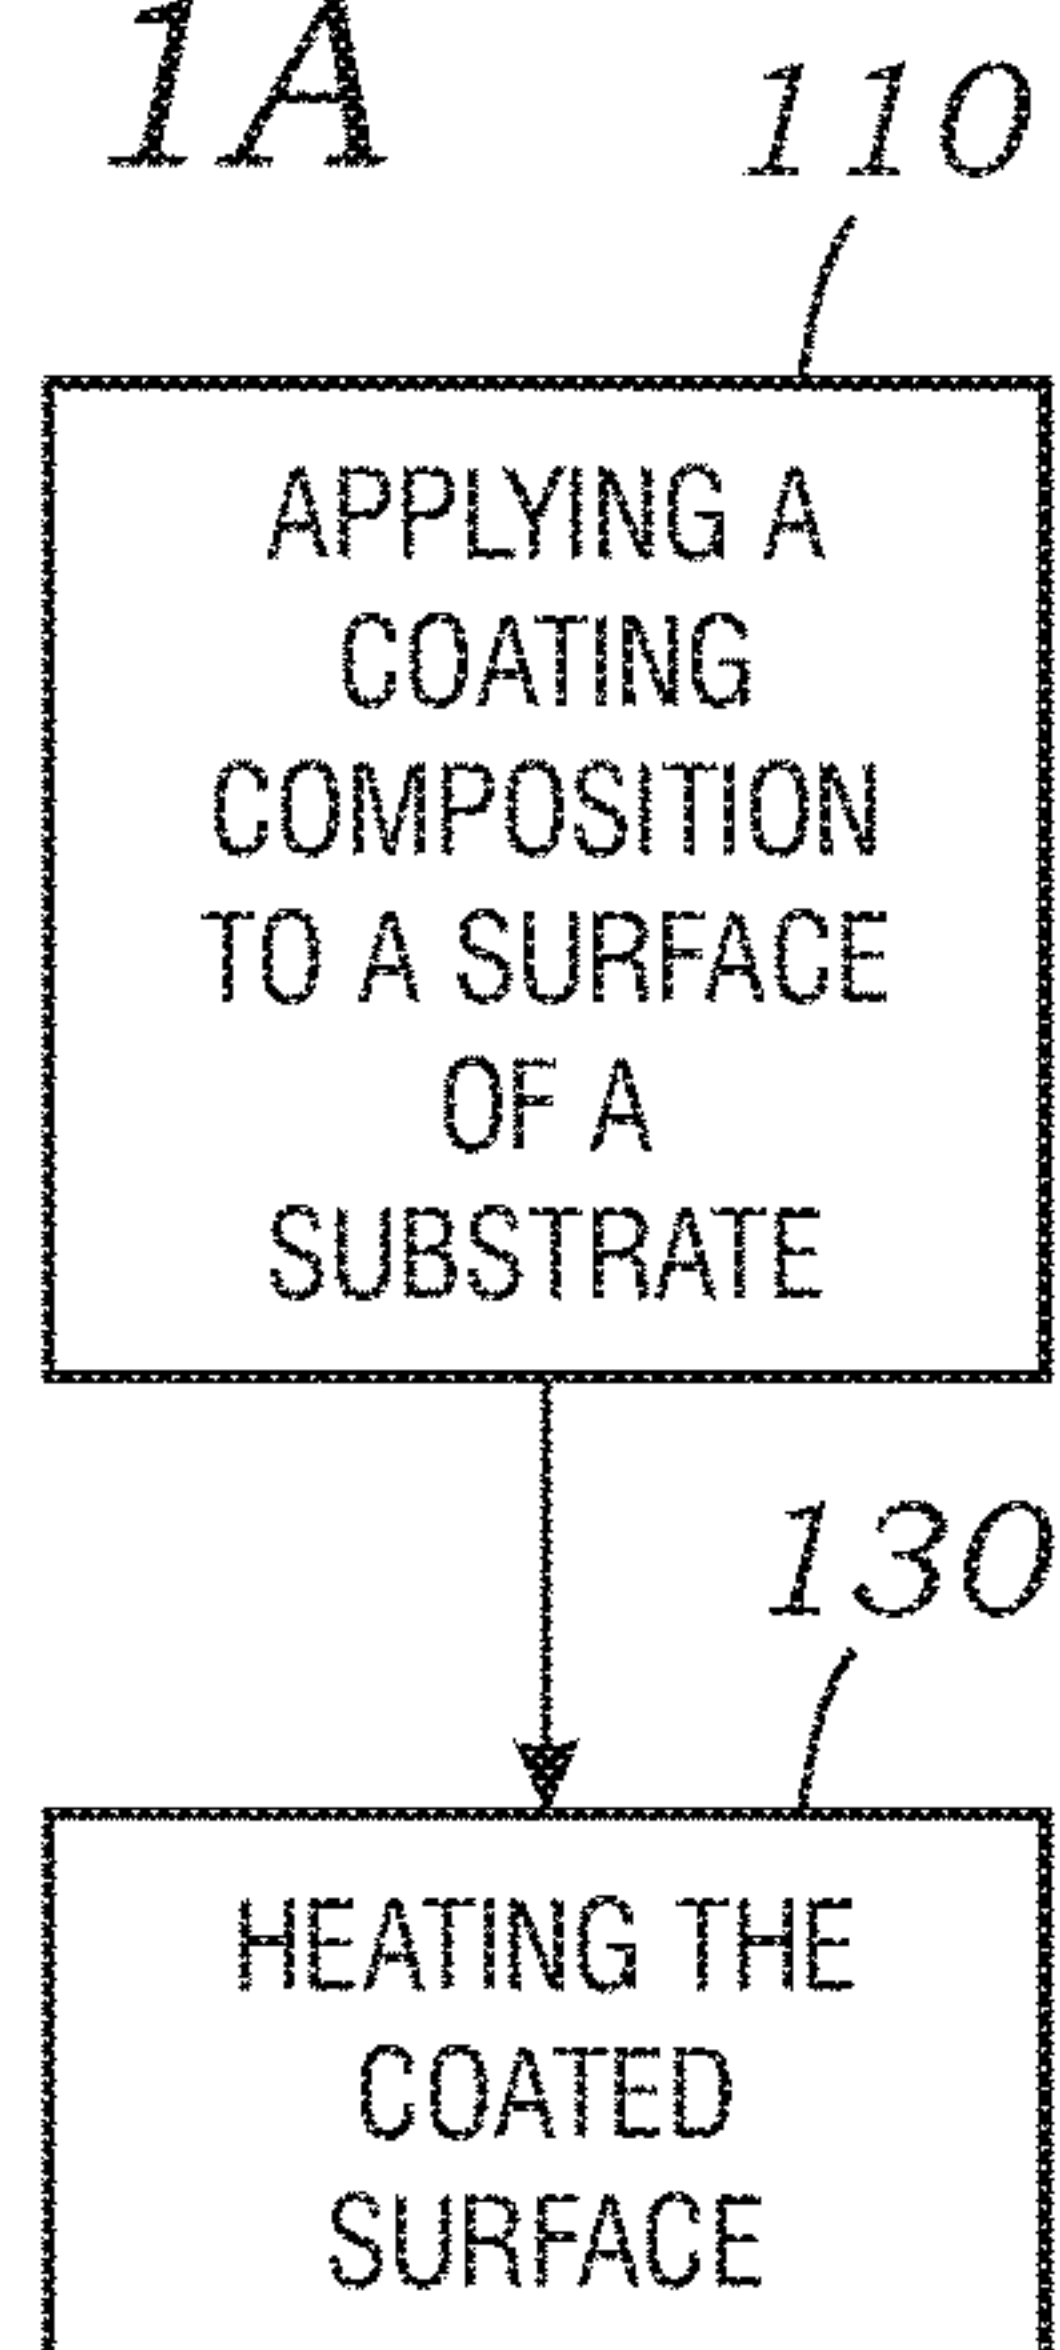 1A
110
APPLYING A
COATING
COMPOSITION
TO A SURFACE
OF A
SUBSTRATE
130
HEATING THE
COATED
SURFACE